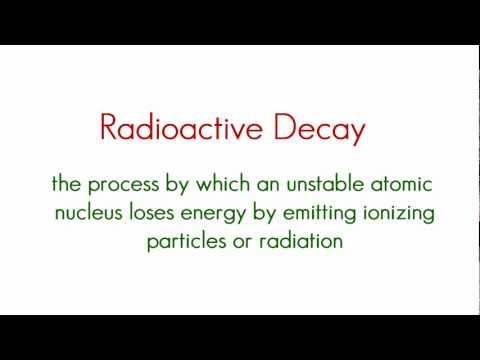 Radioactive Decay
the process by which an unstable atomic
nucleus loses energy by emitting ionizing
particles or radiation